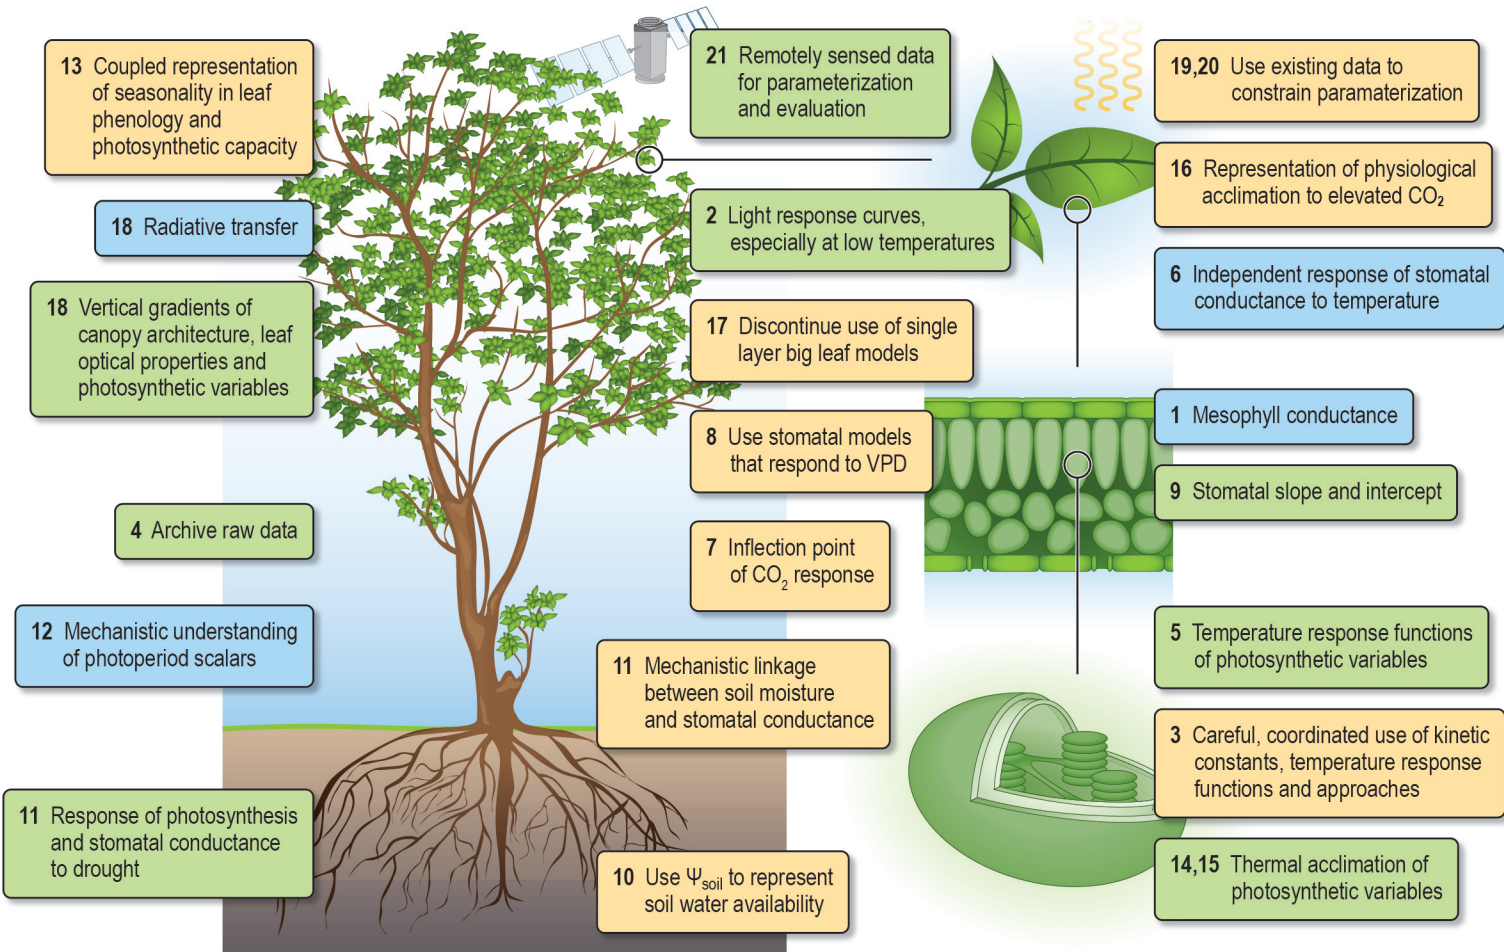 13 Coupled representation
of seasonality in leaf
phenology and
photosynthetic capacity
18 Radiative transfer
18 Vertical gradients of
canopy architecture, leaf
optical properties and
photosynthetic variables
4 Archive raw data
12 Mechanistic understanding
of photoperiod scalars
11 Response of photosynthesis
and stomatal conductance
to drought
21 Remotely sensed data
for parameterization
and evaluation
2 Light response curves,
especially at low temperatures
17 Discontinue use of single
layer big leaf models
8 Use stomatal models
that respond to VPD
7 Inflection point
of CO₂ response
11 Mechanistic linkage
between soil moisture
and stomatal conductance
10 Use Ψsoil to represent
soil water availability
19,20 Use existing data to
constrain paramaterization
16 Representation of physiological
acclimation to elevated CO₂
6 Independent response of stomatal
conductance to temperature
1 Mesophyll conductance
9 Stomatal slope and intercept
5 Temperature response functions
of photosynthetic variables
3 Careful, coordinated use of kinetic
constants, temperature response
functions and approaches
14,15 Thermal acclimation of
photosynthetic variables